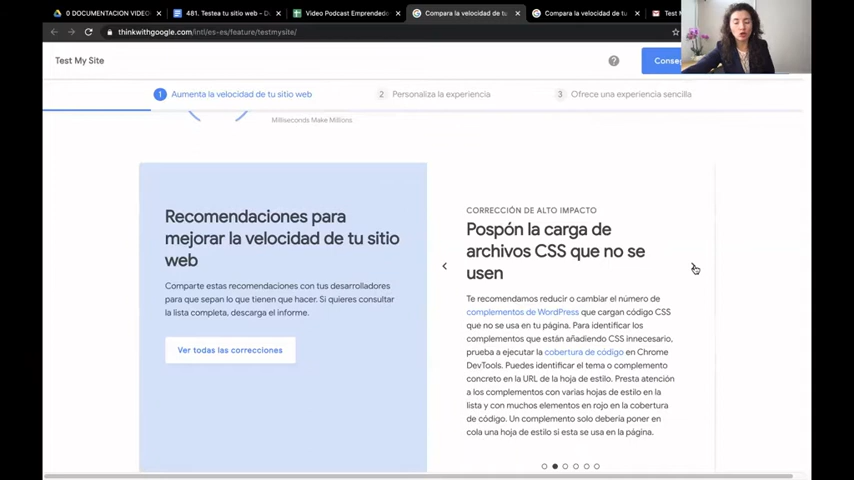 0 DOCUMENTACION VIDEO-
481. Testea tu sitio web - D
Video Podcast Emprended
Compara la velocidad de tu
Compara la velocidad de tu
Test M
thinkwithgoogle.com/intl/es-es/feature/testmysite/
Test My Site
Conseg
1 Aumenta la velocidad de tu sitio web
2 Personaliza la experiencia
3 Ofrece una experiencia sencilla
Milliseconds Make Millions
Recomendaciones para
mejorar la velocidad de tu sitio
web
Comparte estas recomendaciones con tus desarrolladores
para que sepan lo que tienen que hacer. Si quieres consultar
la lista completa, descarga el informe.
Ver todas las correcciones
CORRECCIÓN DE ALTO IMPACTO
Pospón la carga de
archivos CSS que no se
usen
Te recomendamos reducir o cambiar el número de
complementos de WordPress que cargan código CSS
que no se usa en tu página. Para identificar los
complementos que están añadiendo CSS innecesario,
prueba a ejecutar la cobertura de código en Chrome
DevTools. Puedes identificar el tema o complemento
concreto en la URL de la hoja de estilo. Presta atención
a los complementos con varias hojas de estilo en la
lista y con muchos elementos en rojo en la cobertura
de código. Un complemento solo debería poner en
cola una hoja de estilo si esta se usa en la página.